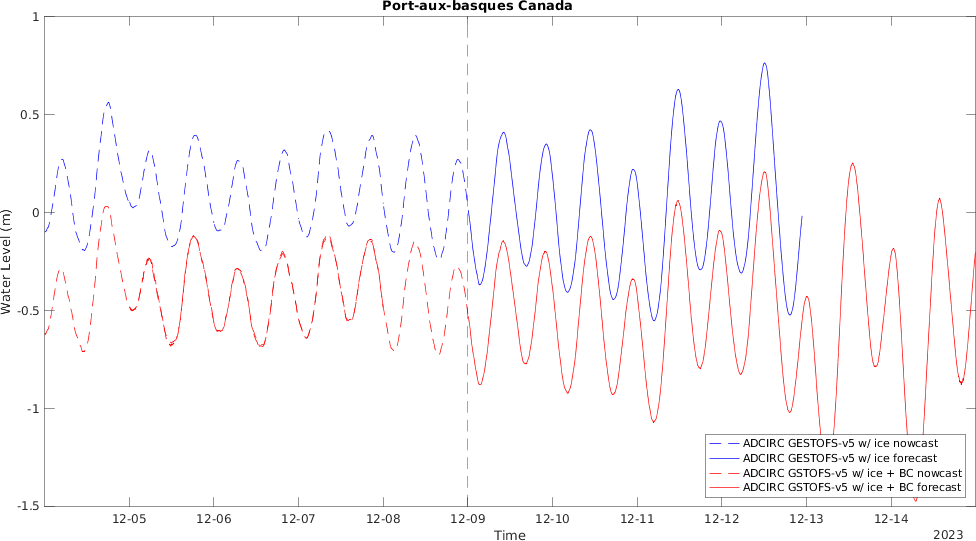 Port-aux-basques Canada
1
0.5
0
-0.5
-1
-1.5
Water Level (m)
ADCIRC GESTOFS-v5 w/ ice nowcast
ADCIRC GESTOFS-v5 w/ ice forecast
ADCIRC GSTOFS-v5 w/ ice + BC nowcast
ADCIRC GSTOFS-v5 w/ ice + BC forecast
12-05 12-06 12-07 12-08 12-09 12-10 12-11 12-12 12-13 12-14
Time
2023